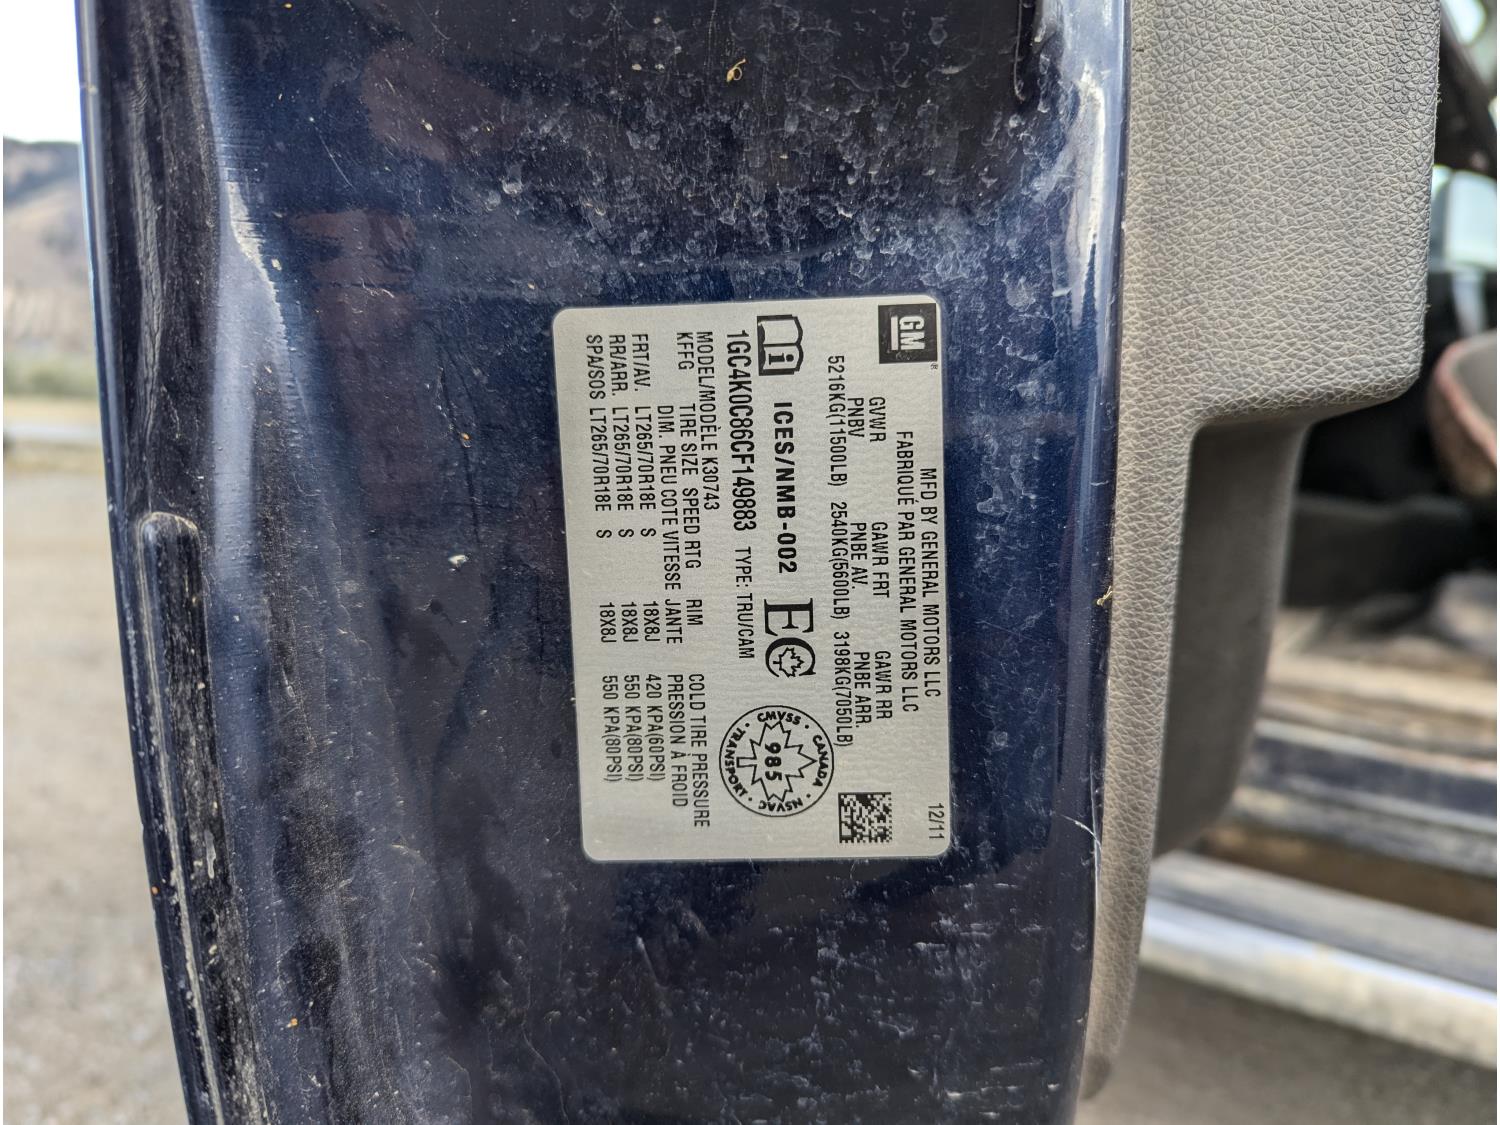 GM
MFD BY GENERAL MOTORS LLC 12/11
FABRIQUÉ PAR GENERAL MOTORS LLC
GVWR GAWR FRT GAWR RR
PNBV PNBE AV. PNBE ARR.
5216KG(11500LB) 2540KG(5600LB) 3198KG(7050LB)
i ICES/NMB-002 EC CANADA · NSVAC · TRANSPORT · CMVSS · 985
1GC4K0C86CF149883 TYPE: TRU/CAM
MODEL/MODÈLE K30743
KFFG TIRE SIZE SPEED RTG RIM COLD TIRE PRESSURE
DIM. PNEU COTE VITESSE JANTE PRESSION À FROID
FRT/AV. LT265/70R18E S 18X8J 420 KPA(60PSI)
RR/ARR. LT265/70R18E S 18X8J 550 KPA(80PSI)
SPA/SOS LT265/70R18E S 18X8J 550 KPA(80PSI)